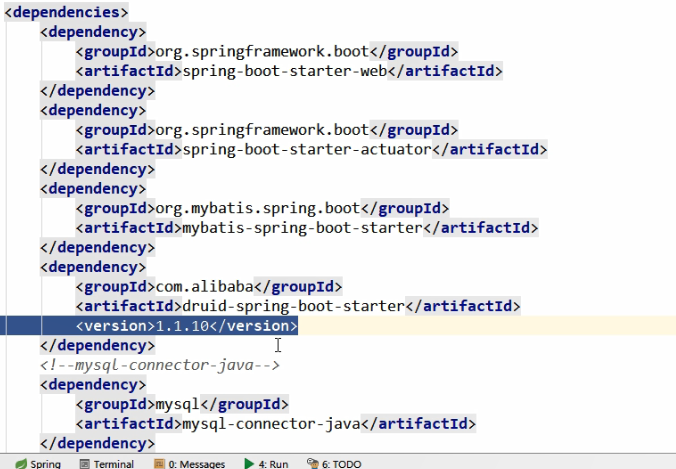 <dependencies>
<dependency>
<groupId>org.springframework.boot</groupId>
<artifactId>spring-boot-starter-web</artifactId>
</dependency>
<dependency>
<groupId>org.springframework.boot</groupId>
<artifactId>spring-boot-starter-actuator</artifactId>
</dependency>
<dependency>
<groupId>org.mybatis.spring.boot</groupId>
<artifactId>mybatis-spring-boot-starter</artifactId>
</dependency>
<dependency>
<groupId>com.alibaba</groupId>
<artifactId>druid-spring-boot-starter</artifactId>
<version>1.1.10</version>
</dependency>
<!--mysql-connector-java-->
<dependency>
<groupId>mysql</groupId>
<artifactId>mysql-connector-java</artifactId>
</dependency>
Spring Terminal 0: Messages 4: Run 6: TODO